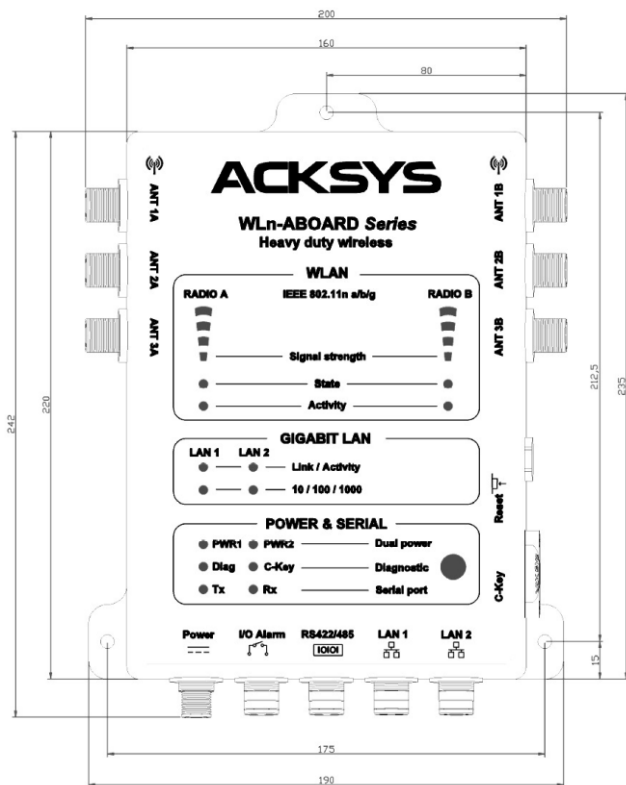 200
160
80
ACKSYS
WLn-ABOARD Series
Heavy duty wireless
ANT 1A
ANT 2A
ANT 3A
ANT 1B
ANT 2B
ANT 3B
WLAN
RADIO A IEEE 802.11n a/b/g RADIO B
Signal strength
State
Activity
GIGABIT LAN
LAN 1 LAN 2
Link / Activity
10 / 100 / 1000
Reset
POWER & SERIAL
PWR1 PWR2 Dual power
Diag C-Key Diagnostic
Tx Rx Serial port
C-Key
Power I/O Alarm RS422/485 LAN 1 LAN 2
IOIOI
242
220
212,5
235
15
175
190